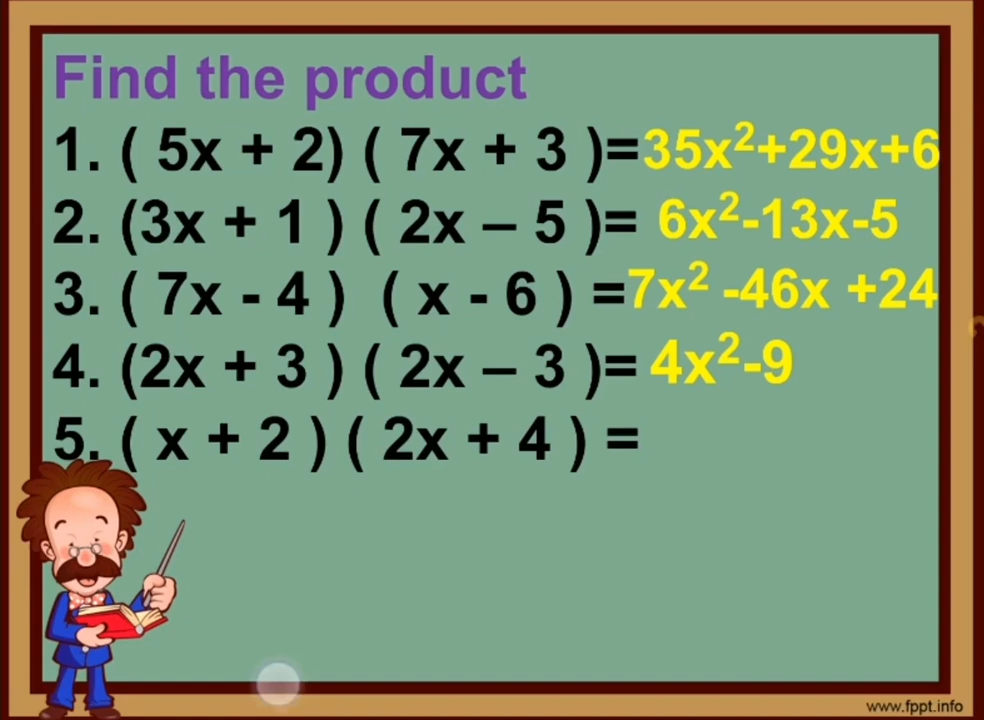 Find the product
1. ( 5x + 2) ( 7x + 3 )=35x²+29x+6
2. (3x + 1 ) ( 2x – 5 )= 6x²-13x-5
3. ( 7x - 4 ) ( x - 6 ) =7x² -46x +24
4. (2x + 3 ) ( 2x – 3 )= 4x²-9
5. ( x + 2 ) ( 2x + 4 ) =
www.fppt.info